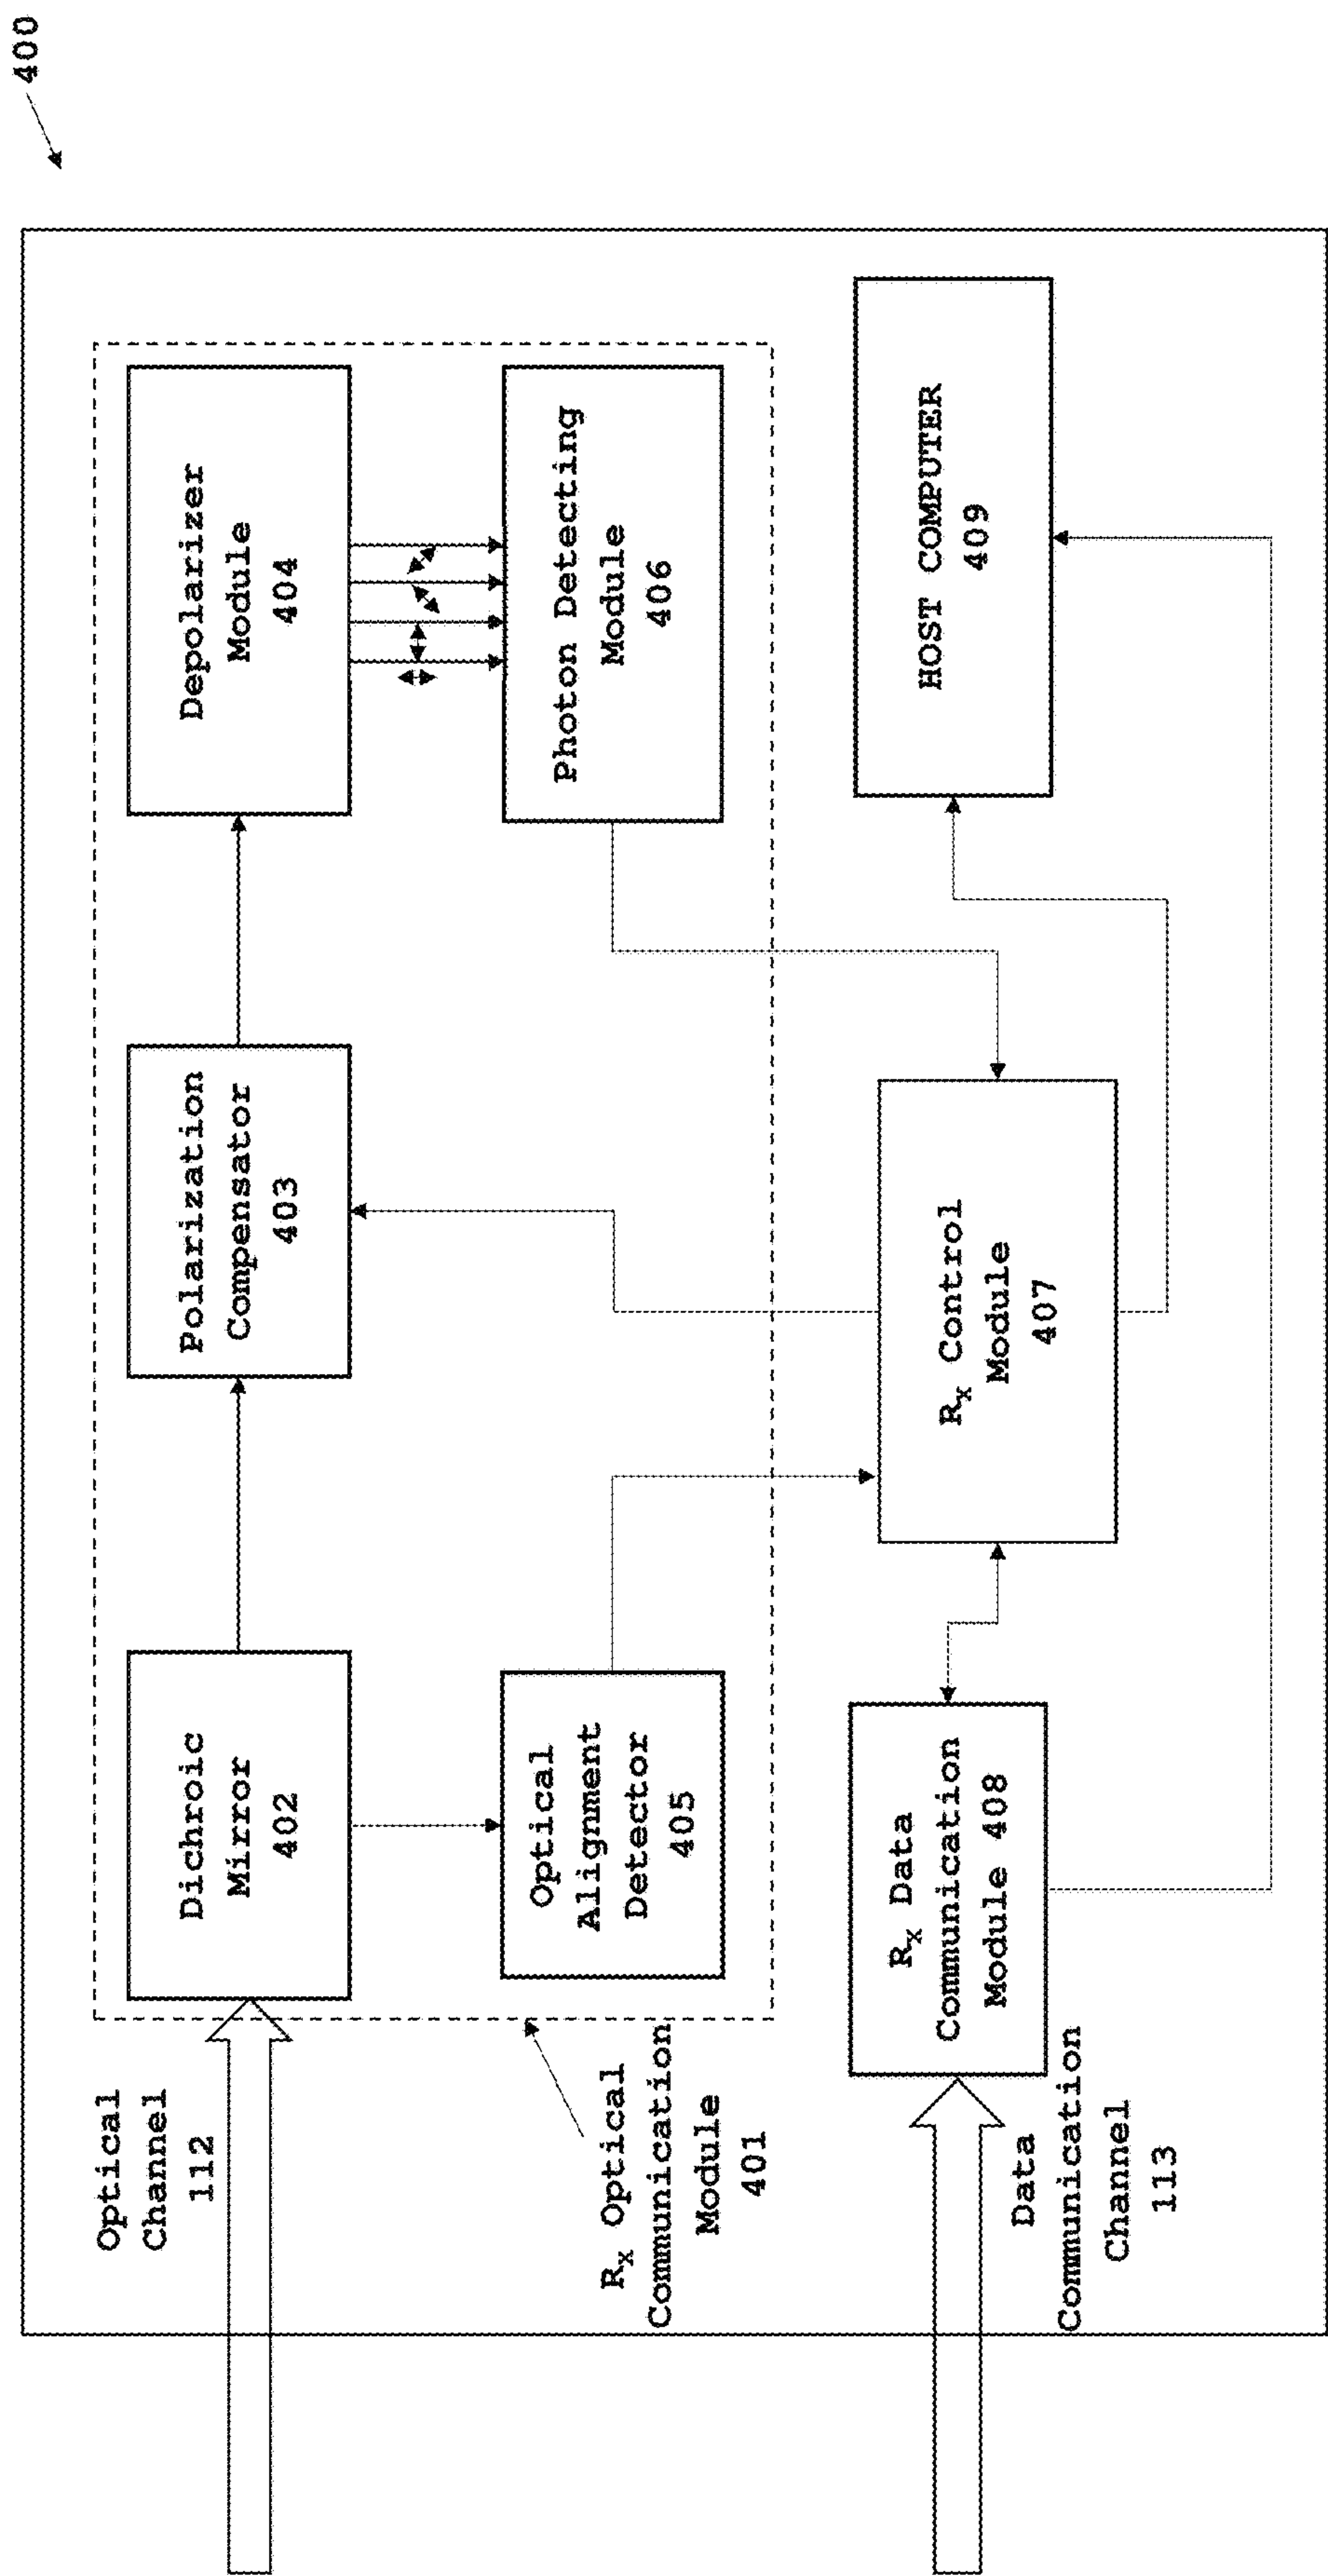 400
Optical
Channel
112
Dichroic
Mirror
402
Polarization
Compensator
403
Depolarizer
Module
404
Optical
Alignment
Detector
405
Photon Detecting
Module
406
Rx Optical
Communication
Module
401
Rx Data
Communication
Module 408
Rx Control
Module
407
HOST COMPUTER
409
Data
Communication
Channel
113